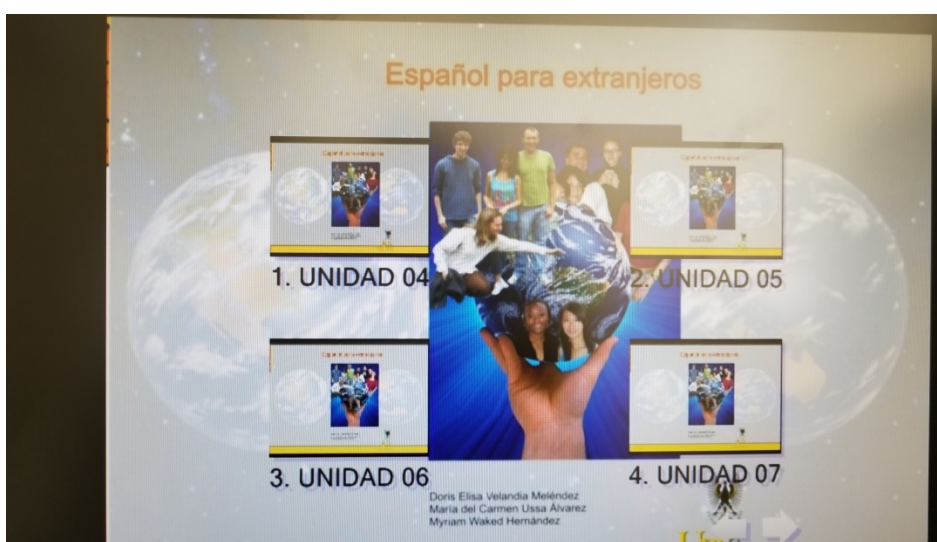 Español para extranjeros
1. UNIDAD 04
2. UNIDAD 05
3. UNIDAD 06
4. UNIDAD 07
Doris Elisa Velandia Meléndez
María del Carmen Ussa Álvarez
Myriam Waked Hernández